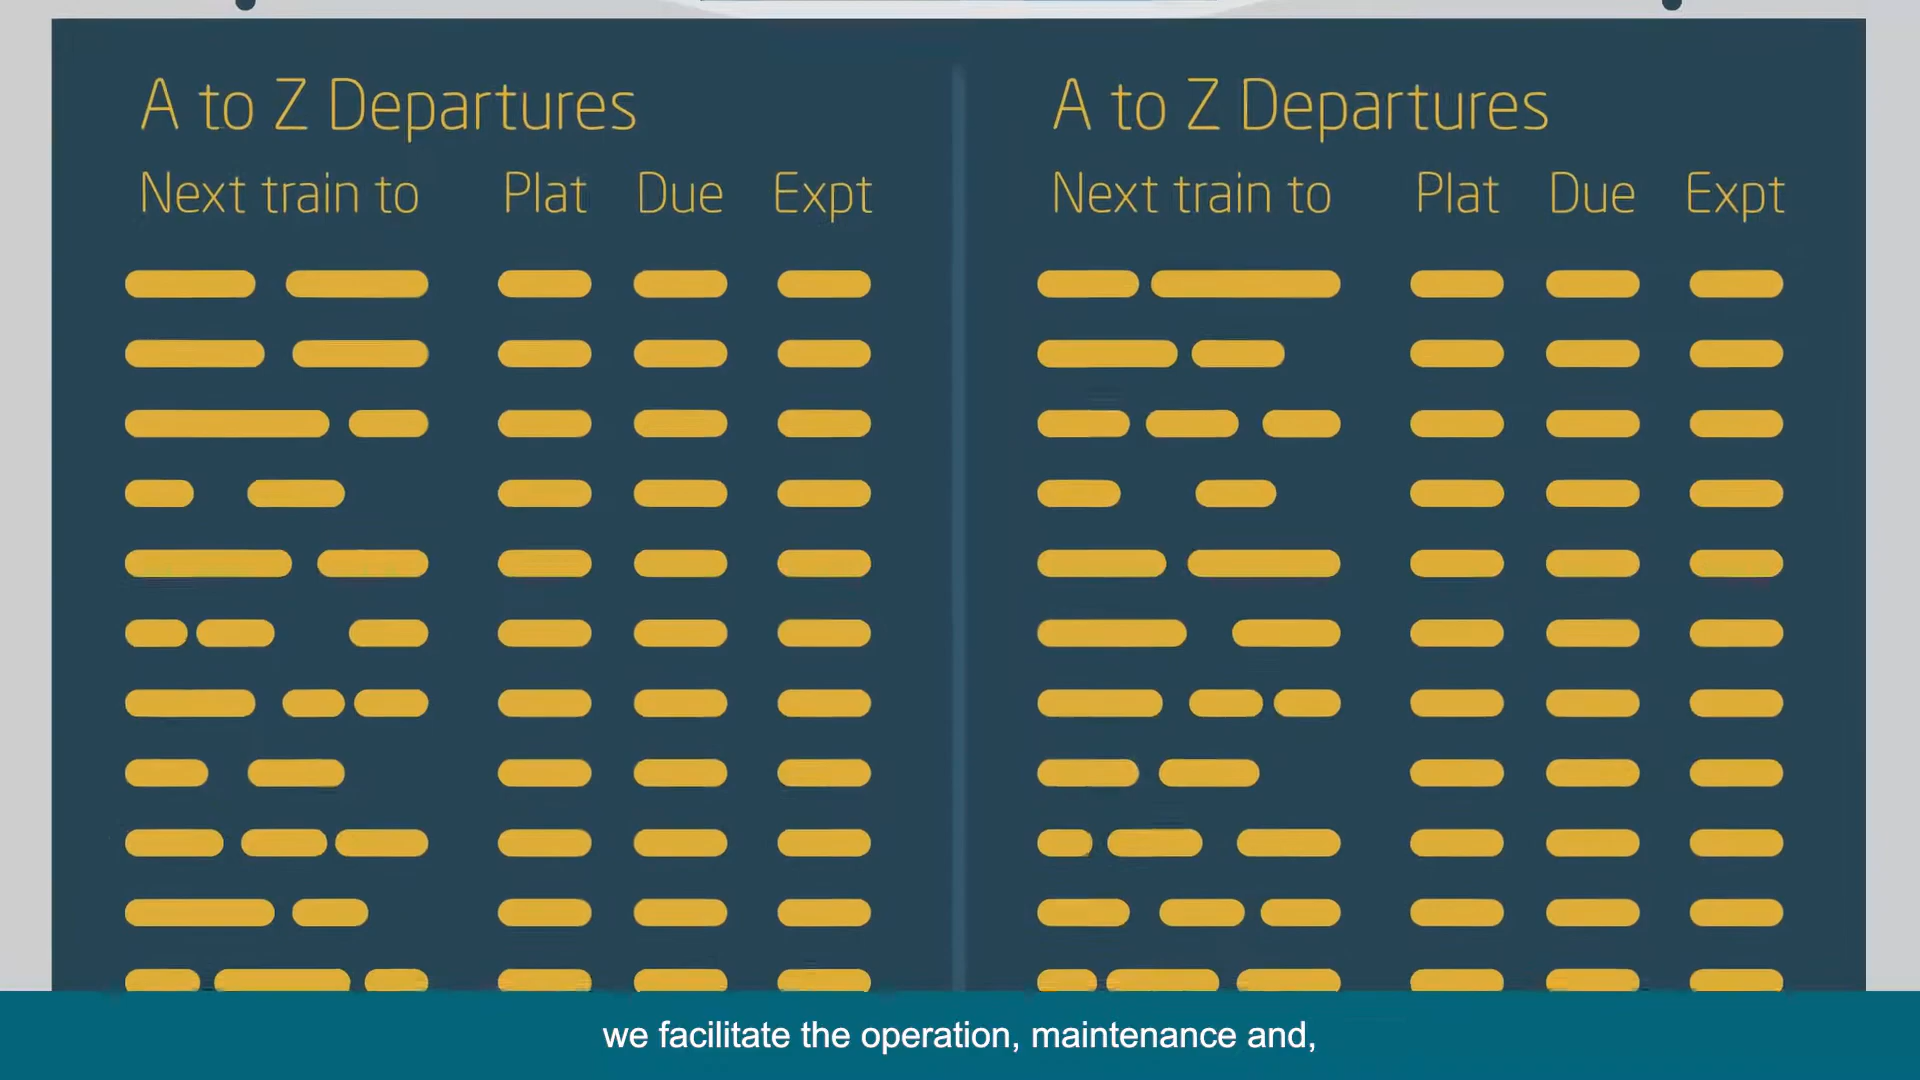 A to Z Departures
Next train to Plat Due Expt
A to Z Departures
Next train to Plat Due Expt
we facilitate the operation, maintenance and,